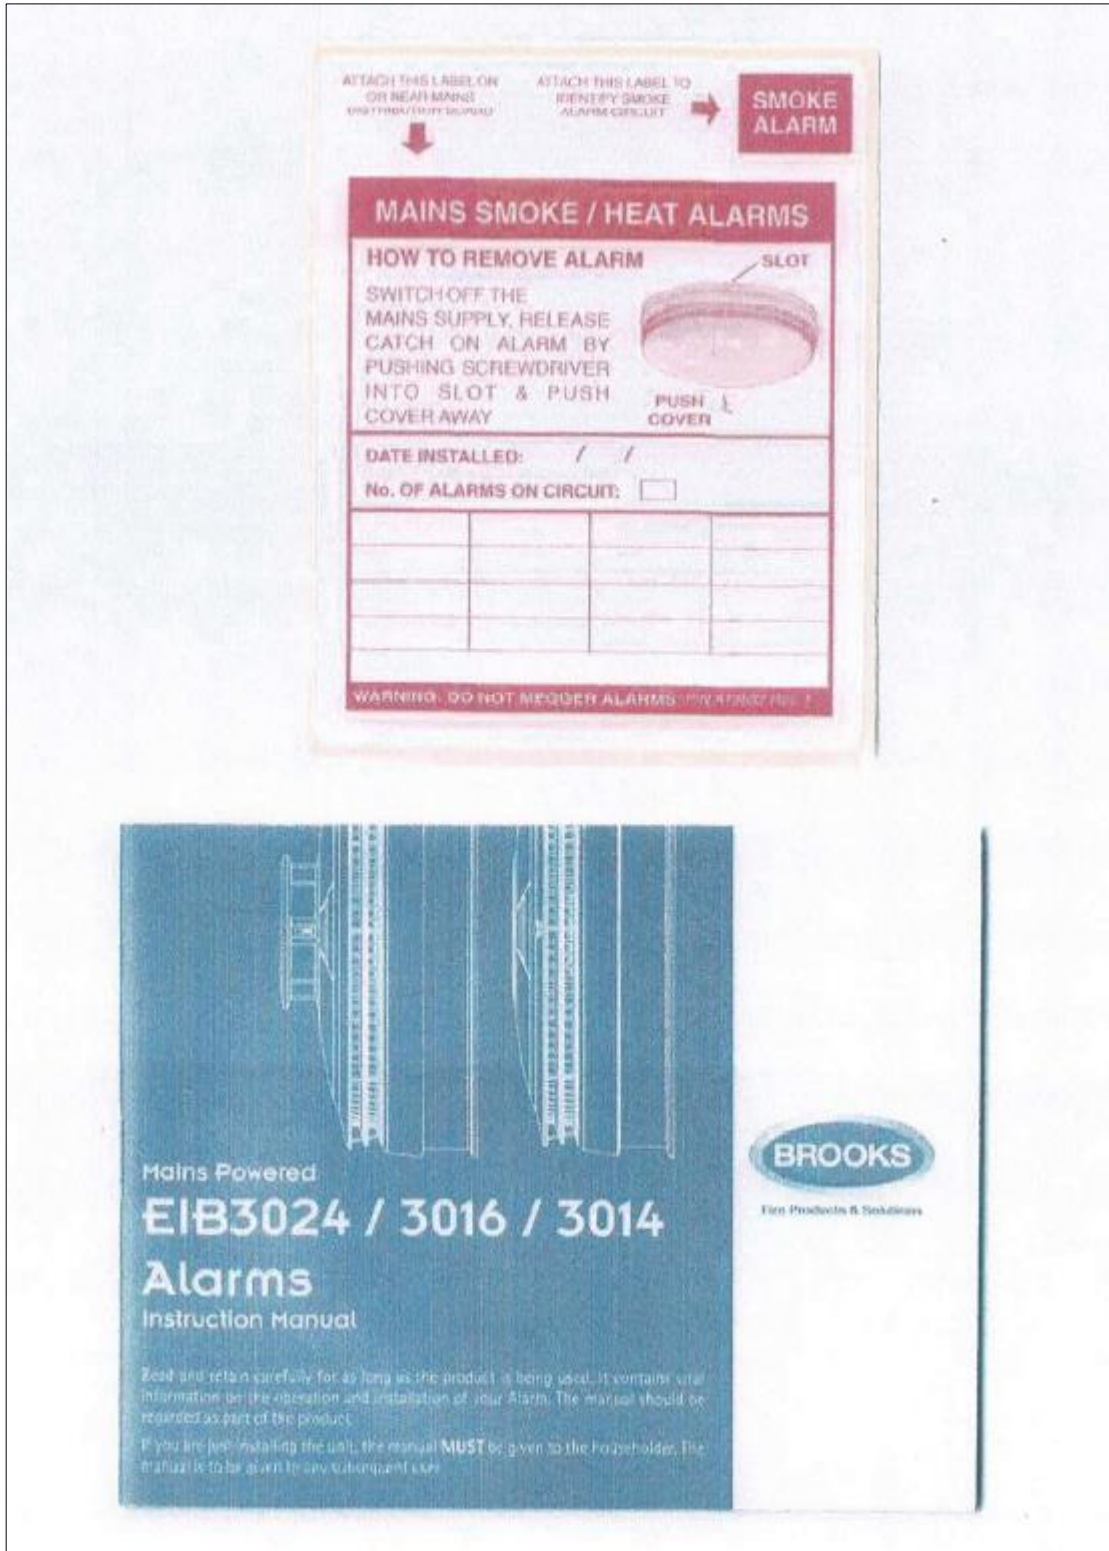 ATTACH THIS LABEL ON
OR NEAR MAINS
DISTRIBUTION BOARD
ATTACH THIS LABEL TO
IDENTIFY SMOKE
ALARM CIRCUIT
SMOKE
ALARM
MAINS SMOKE / HEAT ALARMS
HOW TO REMOVE ALARM
SLOT
SWITCH OFF THE
MAINS SUPPLY, RELEASE
CATCH ON ALARM BY
PUSHING SCREWDRIVER
INTO SLOT & PUSH
COVER AWAY
PUSH
COVER
DATE INSTALLED: / /
No. OF ALARMS ON CIRCUIT:
WARNING: DO NOT MEGGER ALARMS
Mains Powered
EIB3024 / 3016 / 3014
Alarms
Instruction Manual
Read and retain carefully for as long as the product is being used. It contains vital
information on the operation and installation of your Alarm. The manual should be
regarded as part of the product.
If you are just installing the unit, the manual MUST be given to the householder. The
manual is to be given to any subsequent user.
BROOKS
Fire Products & Solutions